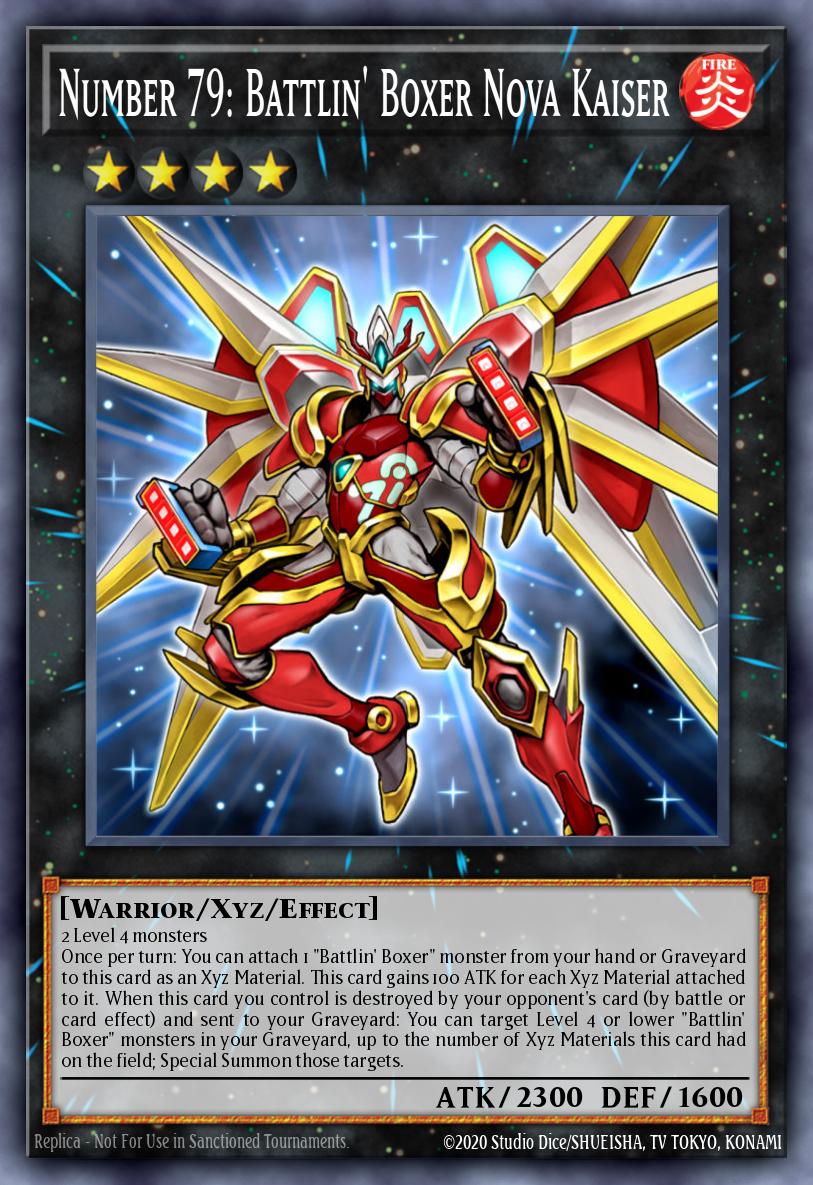 Number 79: Battlin' Boxer Nova Kaiser
FIRE
炎
79
[Warrior/Xyz/Effect]
2 Level 4 monsters
Once per turn: You can attach 1 "Battlin' Boxer" monster from your hand or Graveyard
to this card as an Xyz Material. This card gains 100 ATK for each Xyz Material attached
to it. When this card you control is destroyed by your opponent's card (by battle or
card effect) and sent to your Graveyard: You can target Level 4 or lower "Battlin'
Boxer" monsters in your Graveyard, up to the number of Xyz Materials this card had
on the field; Special Summon those targets.
ATK/2300 DEF/1600
Replica - Not For Use in Sanctioned Tournaments.
©2020 Studio Dice/SHUEISHA, TV TOKYO, KONAMI